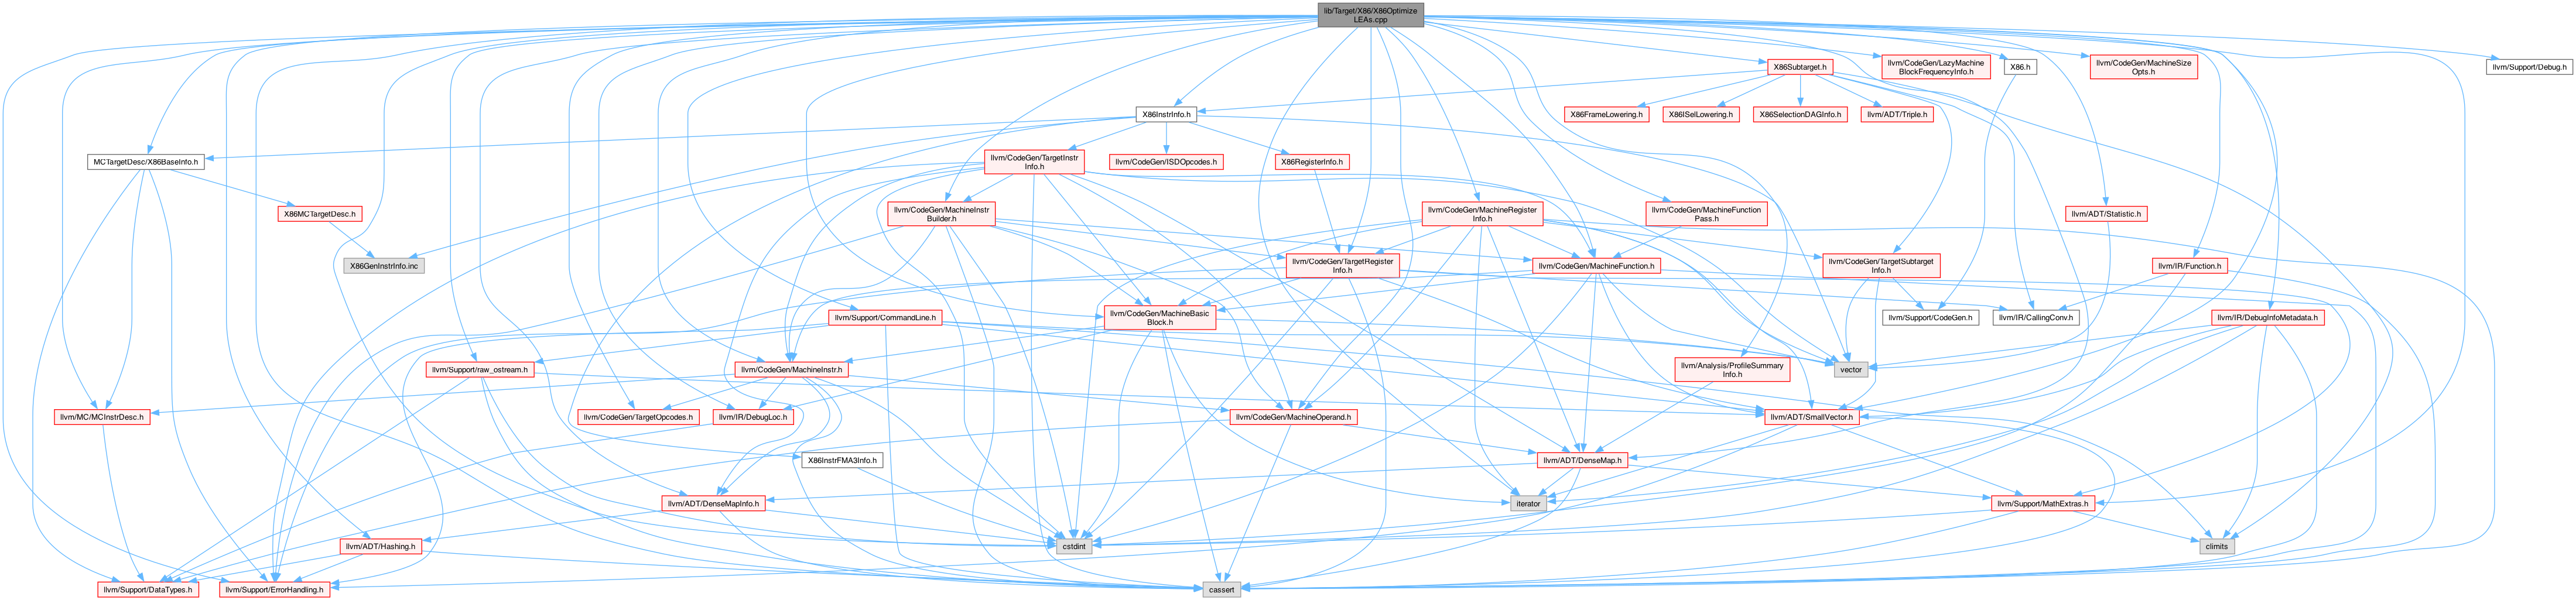 lib/Target/X86/X86Optimize
LEAs.cpp
llvm/CodeGen/LazyMachine
BlockFrequencyInfo.h
X86.h
llvm/CodeGen/MachineSize
Opts.h
llvm/Support/Debug.h
X86Subtarget.h
X86InstrInfo.h
X86FrameLowering.h
X86ISelLowering.h
X86SelectionDAGInfo.h
llvm/ADT/Triple.h
MCTargetDesc/X86BaseInfo.h
llvm/CodeGen/TargetInstr
Info.h
llvm/CodeGen/ISDOpcodes.h
X86RegisterInfo.h
X86MCTargetDesc.h
llvm/CodeGen/MachineInstr
Builder.h
llvm/CodeGen/MachineRegister
Info.h
llvm/CodeGen/MachineFunction
Pass.h
llvm/ADT/Statistic.h
X86GenInstrInfo.inc
llvm/CodeGen/TargetRegister
Info.h
llvm/CodeGen/MachineFunction.h
llvm/CodeGen/TargetSubtarget
Info.h
llvm/IR/Function.h
llvm/Support/CommandLine.h
llvm/CodeGen/MachineBasic
Block.h
llvm/Support/CodeGen.h
llvm/IR/CallingConv.h
llvm/IR/DebugInfoMetadata.h
llvm/Support/raw_ostream.h
llvm/CodeGen/MachineInstr.h
llvm/Analysis/ProfileSummary
Info.h
vector
llvm/MC/MCInstrDesc.h
llvm/CodeGen/TargetOpcodes.h
llvm/IR/DebugLoc.h
llvm/CodeGen/MachineOperand.h
llvm/ADT/SmallVector.h
X86InstrFMA3Info.h
llvm/ADT/DenseMap.h
llvm/ADT/DenseMapInfo.h
iterator
llvm/Support/MathExtras.h
llvm/ADT/Hashing.h
cstdint
climits
llvm/Support/DataTypes.h
llvm/Support/ErrorHandling.h
cassert